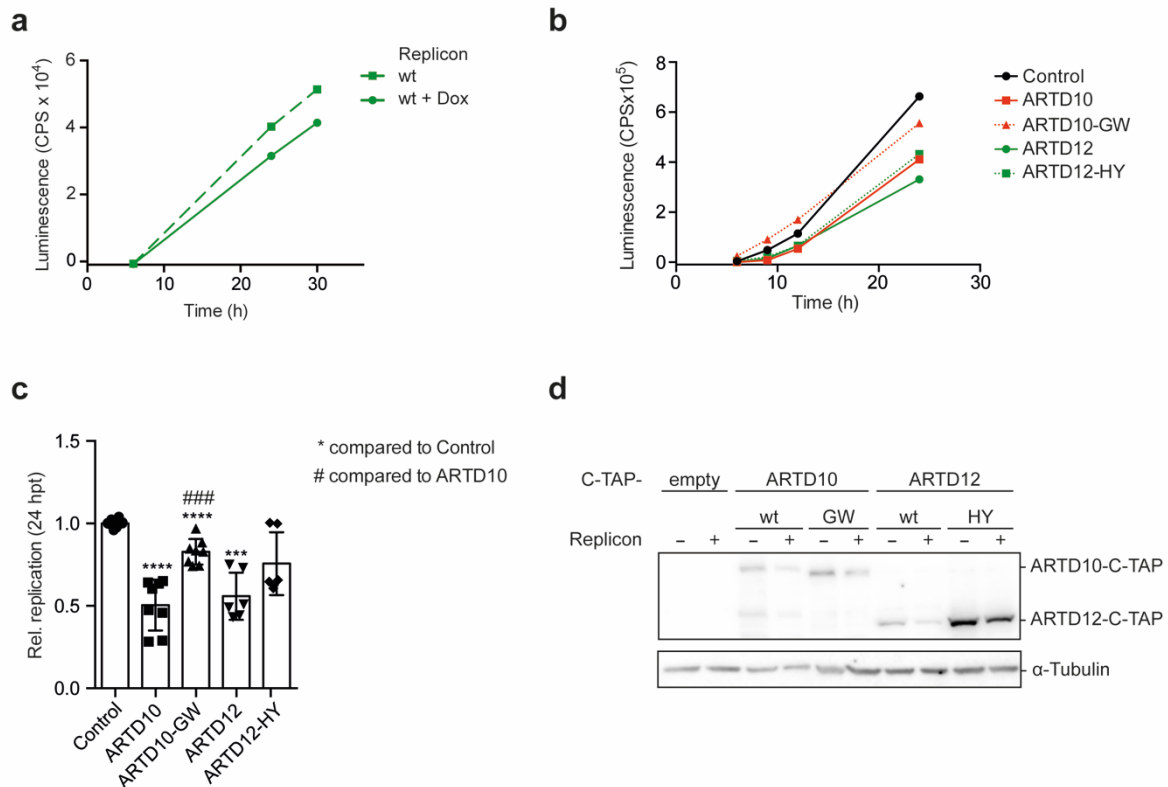 a
Luminescence (CPS x 10⁴)
6
4
2
0
0
10
20
30
Time (h)
Replicon
wt
wt + Dox
b
Luminescence (CPSx10⁵)
8
6
4
2
0
0
10
20
30
Time (h)
Control
ARTD10
ARTD10-GW
ARTD12
ARTD12-HY
c
Rel. replication (24 hpt)
1.5
1.0
0.5
0.0
****
###
****
***
Control
ARTD10
ARTD10-GW
ARTD12
ARTD12-HY
* compared to Control
# compared to ARTD10
d
C-TAP- empty ARTD10 ARTD12
wt GW wt HY
Replicon – + – + – + – + – +
ARTD10-C-TAP
ARTD12-C-TAP
α-Tubulin